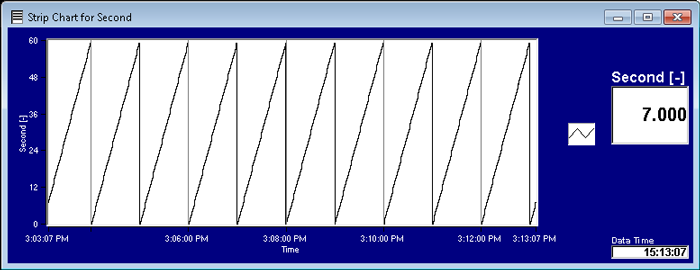 Strip Chart for Second
60
48
36
24
12
0
Second [-]
3:03:07 PM 3:06:00 PM 3:08:00 PM 3:10:00 PM 3:12:00 PM 3:13:07 PM
Time
Second [-]
7.000
Data Time
15:13:07